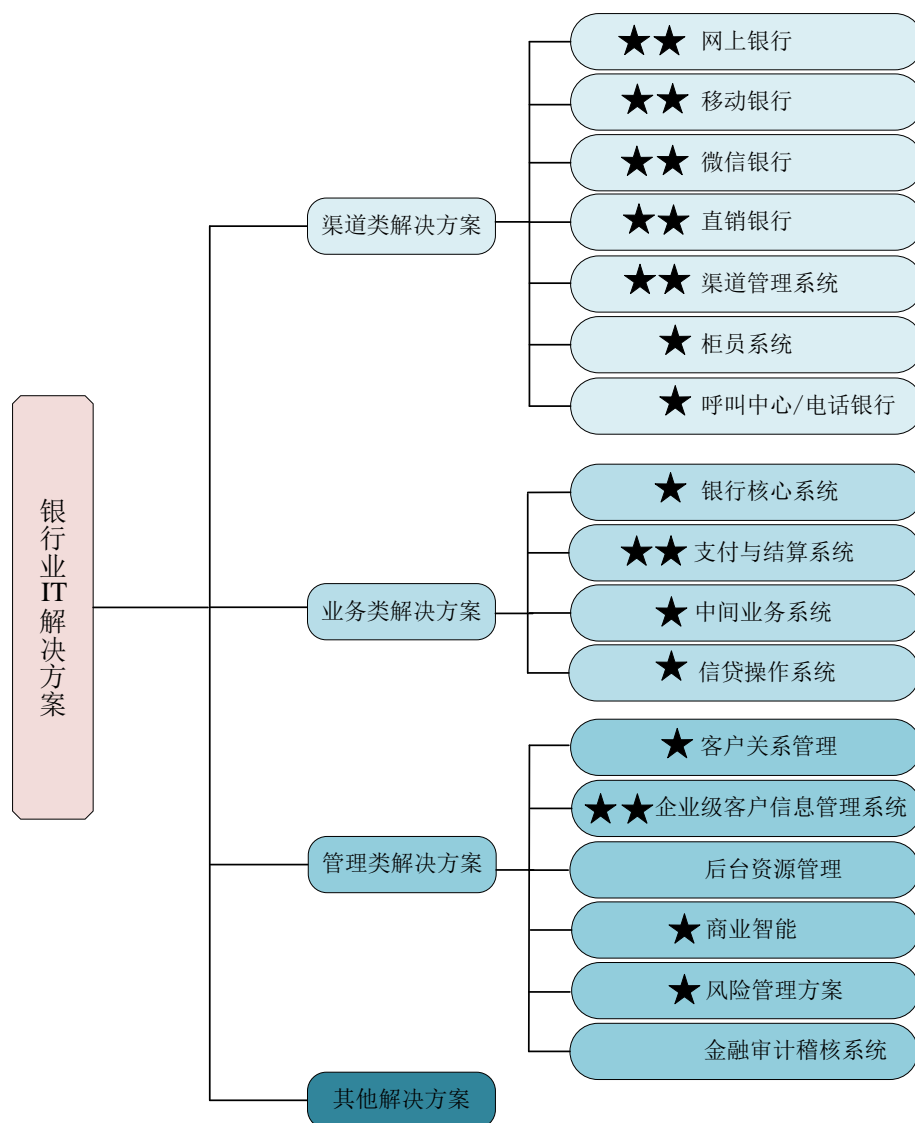 银行业IT解决方案
渠道类解决方案
★★ 网上银行
★★ 移动银行
★★ 微信银行
★★ 直销银行
★★ 渠道管理系统
★ 柜员系统
★ 呼叫中心/电话银行
业务类解决方案
★ 银行核心系统
★★ 支付与结算系统
★ 中间业务系统
★ 信贷操作系统
管理类解决方案
★ 客户关系管理
★★ 企业级客户信息管理系统
后台资源管理
★ 商业智能
★ 风险管理方案
金融审计稽核系统
其他解决方案